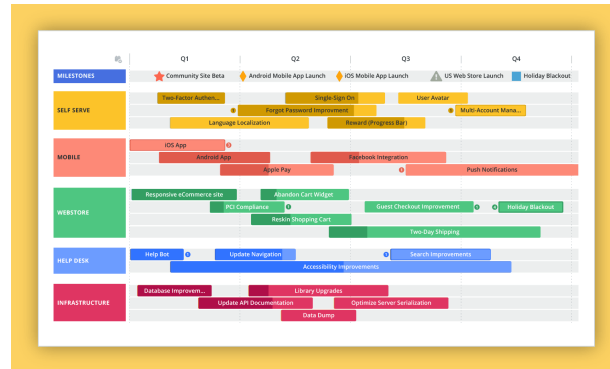 Q1 Q2 Q3 Q4
MILESTONES Community Site Beta Android Mobile App Launch iOS Mobile App Launch US Web Store Launch Holiday Blackout
SELF SERVE
Two-Factor Authen... Single-Sign On User Avatar
Forgot Password Improvment Multi-Account Mana...
Language Localization Reward (Progress Bar)
MOBILE
iOS App
Android App Facebook Integration
Apple Pay Push Notifications
WEBSTORE
Responsive eCommerce site Abandon Cart Widget
PCI Compliance Guest Checkout Improvement Holiday Blackout
Reskin Shopping Cart
Two-Day Shipping
HELP DESK
Help Bot Update Navigation Search Improvements
Accessibility Improvements
INFRASTRUCTURE
Database Improvem... Library Upgrades
Update API Documentation Optimize Server Serialization
Data Dump